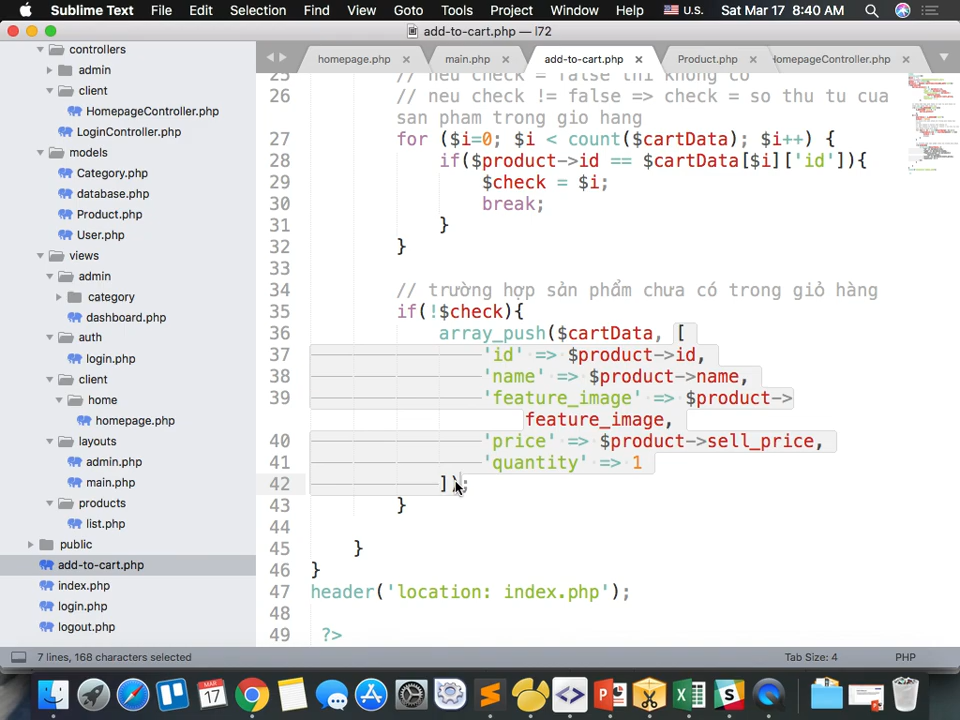 Sublime Text File Edit Selection Find View Goto Tools Project Window Help U.S. Sat Mar 17 8:40 AM
add-to-cart.php — l72
controllers
admin
client
HomepageController.php
LoginController.php
models
Category.php
database.php
Product.php
User.php
views
admin
category
dashboard.php
auth
login.php
client
home
homepage.php
layouts
admin.php
main.php
products
list.php
public
add-to-cart.php
index.php
login.php
logout.php
homepage.php × main.php × add-to-cart.php × Product.php × HomepageController.php ×
25 // neu check = false thi khong co
26 // neu check != false => check = so thu tu cua
san pham trong gio hang
27 for ($i=0; $i < count($cartData); $i++) {
28 if($product->id == $cartData[$i]['id']){
29 $check = $i;
30 break;
31 }
32 }
33
34 // trường hợp sản phẩm chưa có trong giỏ hàng
35 if(!$check){
36 array_push($cartData, [
37 'id' => $product->id,
38 'name' => $product->name,
39 'feature_image' => $product->
feature_image,
40 'price' => $product->sell_price,
41 'quantity' => 1
42 ]);
43 }
44
45 }
46 }
47 header('location: index.php');
48
49 ?>
7 lines, 168 characters selected Tab Size: 4 PHP
17